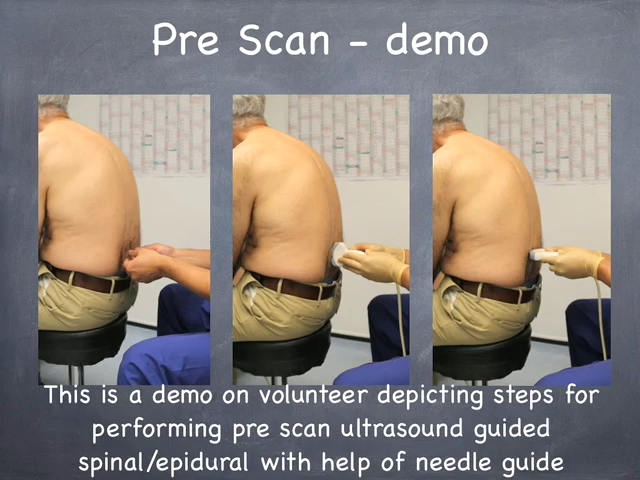 Pre Scan - demo
This is a demo on volunteer depicting steps for
performing pre scan ultrasound guided
spinal/epidural with help of needle guide